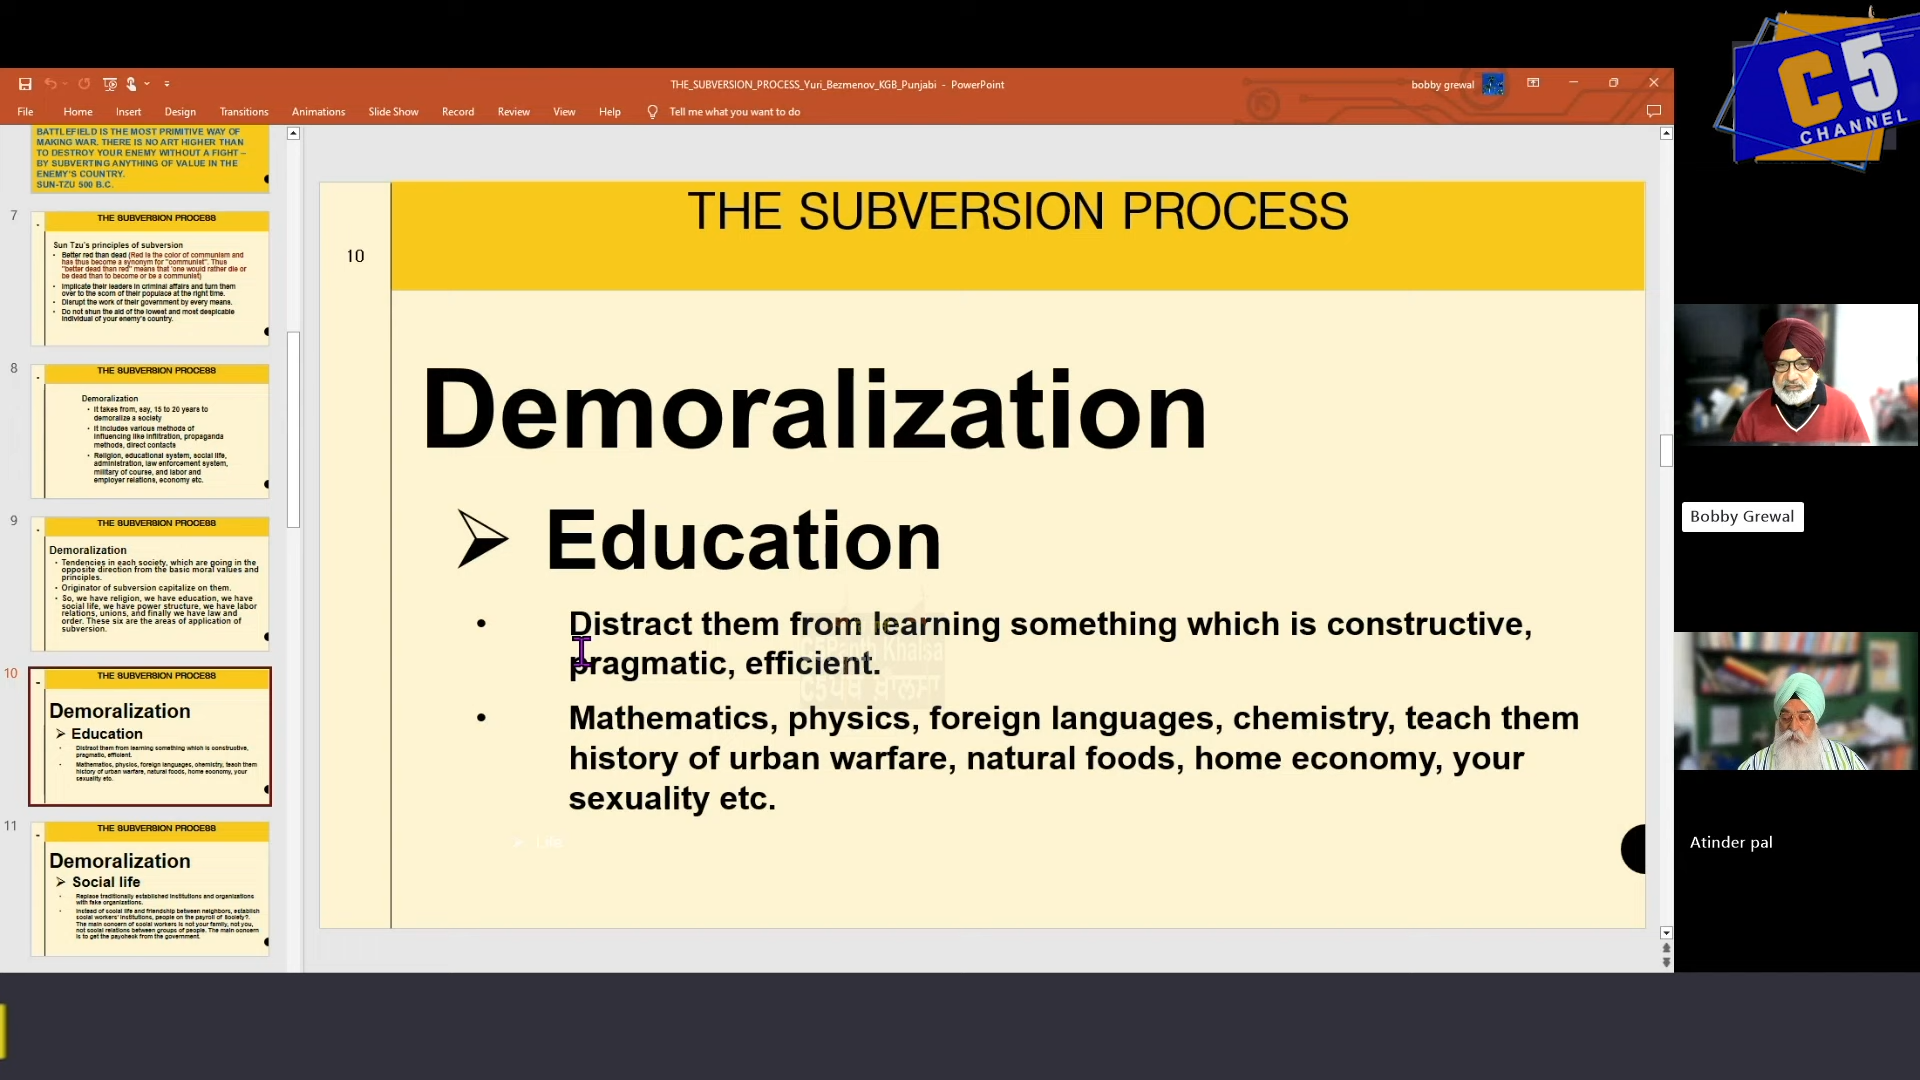 C5
CHANNEL
THE_SUBVERSION_PROCESS_Yuri_Bezmenov_KGB_Punjabi - PowerPoint
bobby grewal
File Home Insert Design Transitions Animations Slide Show Record Review View Help Tell me what you want to do
BATTLEFIELD IS THE MOST PRIMITIVE WAY OF
MAKING WAR. THERE IS NO ART HIGHER THAN
TO DESTROY YOUR ENEMY WITHOUT A FIGHT –
BY SUBVERTING ANYTHING OF VALUE IN THE
ENEMY'S COUNTRY.
SUN-TZU 500 B.C.
7
THE SUBVERSION PROCESS
Sun Tzu's principles of subversion
• Better red than dead (Red is the color of communism and
has thus become a synonym for "communist". Thus
"better dead than red" means that 'one would rather die or
be dead than to become or be a communist)
• Implicate their leaders in criminal affairs and turn them
over to the scorn of their populace at the right time.
• Disrupt the work of their government by every means.
• Do not shun the aid of the lowest and most despicable
individual of your enemy's country.
8
THE SUBVERSION PROCESS
Demoralization
• It takes from, say, 15 to 20 years to
demoralize a society
• It includes various methods of
influencing like infiltration, propaganda
methods, direct contacts
• Religion, educational system, social life,
administration, law enforcement system,
military of course, and labor and
employer relations, economy etc.
9
THE SUBVERSION PROCESS
Demoralization
• Tendencies in each society, which are going in the
opposite direction from the basic moral values and
principles.
• Originator of subversion capitalize on them.
• So, we have religion, we have education, we have
social life, we have power structure, we have labor
relations, unions, and finally we have law and
order. These six are the areas of application of
subversion.
10
THE SUBVERSION PROCESS
Demoralization
➢ Education
• Distract them from learning something which is constructive,
pragmatic, efficient.
• Mathematics, physics, foreign languages, chemistry, teach them
history of urban warfare, natural foods, home economy, your
sexuality etc.
11
THE SUBVERSION PROCESS
Demoralization
➢ Social life
• Replace traditionally established institutions and organizations
with fake organizations.
• Instead of social life and friendship between neighbors, establish
social workers' institutions, people on the payroll of Society?.
The main concern of social workers is not your family, not you,
not social relations between groups of people. The main concern
is to get the paycheck from the government.
THE SUBVERSION PROCESS
10
Demoralization
➢ Education
• Distract them from learning something which is constructive,
pragmatic, efficient.
• Mathematics, physics, foreign languages, chemistry, teach them
history of urban warfare, natural foods, home economy, your
sexuality etc.
➢ Life
C5Panth Khalsa
C5ਪੰਥ ਖ਼ਾਲਸਾ
Bobby Grewal
Atinder pal